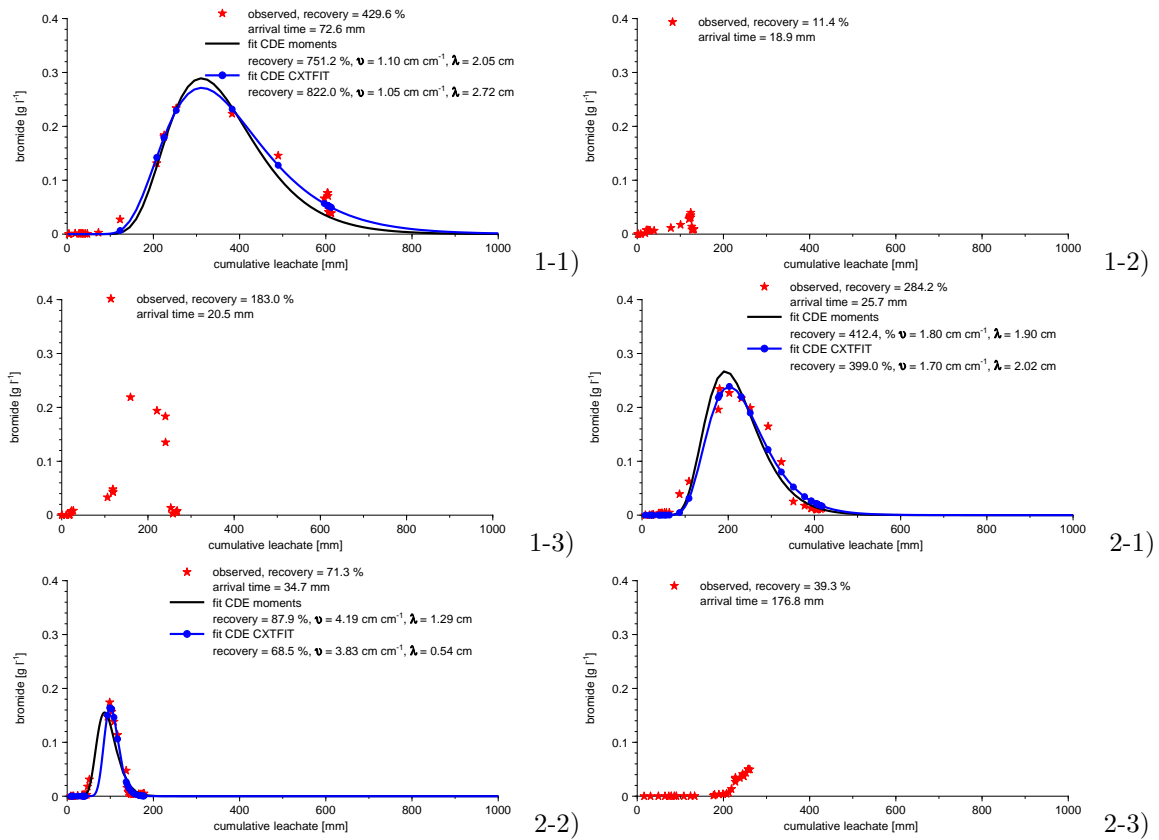 0.4
0.3
0.2
0.1
0
bromide [g l-1]
observed, recovery = 429.6 %
arrival time = 72.6 mm
fit CDE moments
recovery = 751.2 %, υ = 1.10 cm cm-1, λ = 2.05 cm
fit CDE CXTFIT
recovery = 822.0 %, υ = 1.05 cm cm-1, λ = 2.72 cm
0 200 400 600 800 1000
cumulative leachate [mm]
1-1)
0.4
0.3
0.2
0.1
0
bromide [g l-1]
observed, recovery = 11.4 %
arrival time = 18.9 mm
0 200 400 600 800 1000
cumulative leachate [mm]
1-2)
0.4
0.3
0.2
0.1
0
bromide [g l-1]
observed, recovery = 183.0 %
arrival time = 20.5 mm
0 200 400 600 800 1000
cumulative leachate [mm]
1-3)
0.4
0.3
0.2
0.1
0
bromide [g l-1]
observed, recovery = 284.2 %
arrival time = 25.7 mm
fit CDE moments
recovery = 412.4, % υ = 1.80 cm cm-1, λ = 1.90 cm
fit CDE CXTFIT
recovery = 399.0 %, υ = 1.70 cm cm-1, λ = 2.02 cm
0 200 400 600 800 1000
cumulative leachate [mm]
2-1)
0.4
0.3
0.2
0.1
0
bromide [g l-1]
observed, recovery = 71.3 %
arrival time = 34.7 mm
fit CDE moments
recovery = 87.9 %, υ = 4.19 cm cm-1, λ = 1.29 cm
fit CDE CXTFIT
recovery = 68.5 %, υ = 3.83 cm cm-1, λ = 0.54 cm
0 200 400 600 800 1000
cumulative leachate [mm]
2-2)
0.4
0.3
0.2
0.1
0
bromide [g l-1]
observed, recovery = 39.3 %
arrival time = 176.8 mm
0 200 400 600 800 1000
cumulative leachate [mm]
2-3)